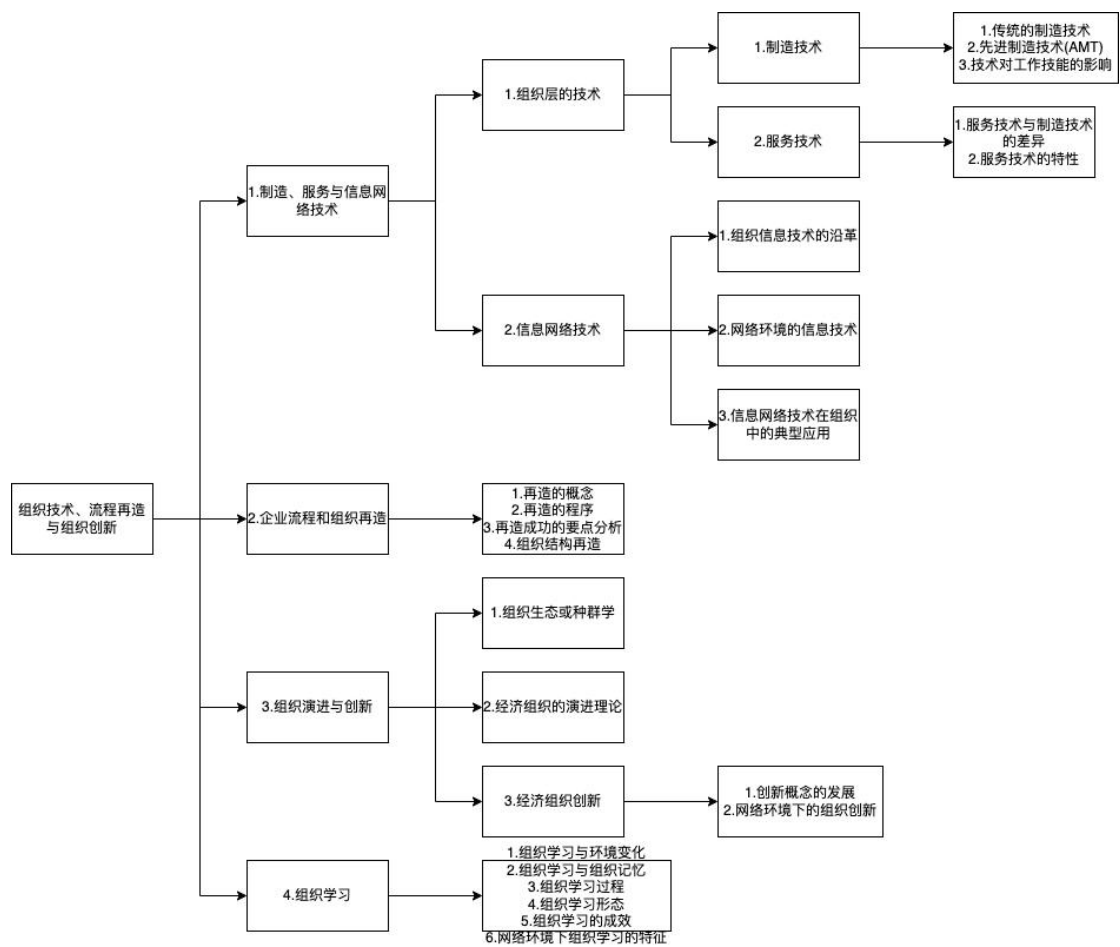 组织技术、流程再造
与组织创新
1.制造、服务与信息网
络技术
1.组织层的技术
1.制造技术
1.传统的制造技术
2.先进制造技术(AMT)
3.技术对工作技能的影响
2.服务技术
1.服务技术与制造技术
的差异
2.服务技术的特性
2.信息网络技术
1.组织信息技术的沿革
2.网络环境的信息技术
3.信息网络技术在组织
中的典型应用
2.企业流程和组织再造
1.再造的概念
2.再造的程序
3.再造成功的要点分析
4.组织结构再造
3.组织演进与创新
1.组织生态或种群学
2.经济组织的演进理论
3.经济组织创新
1.创新概念的发展
2.网络环境下的组织创新
4.组织学习
1.组织学习与环境变化
2.组织学习与组织记忆
3.组织学习过程
4.组织学习形态
5.组织学习的成效
6.网络环境下组织学习的特征